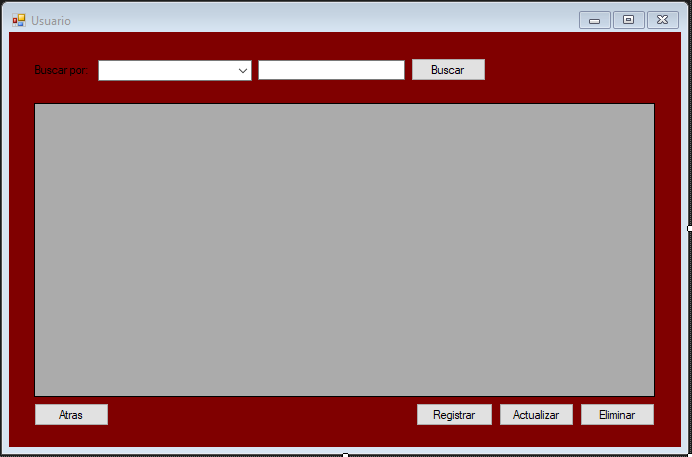 Usuario
Buscar por:
Buscar
Atras
Registrar
Actualizar
Eliminar